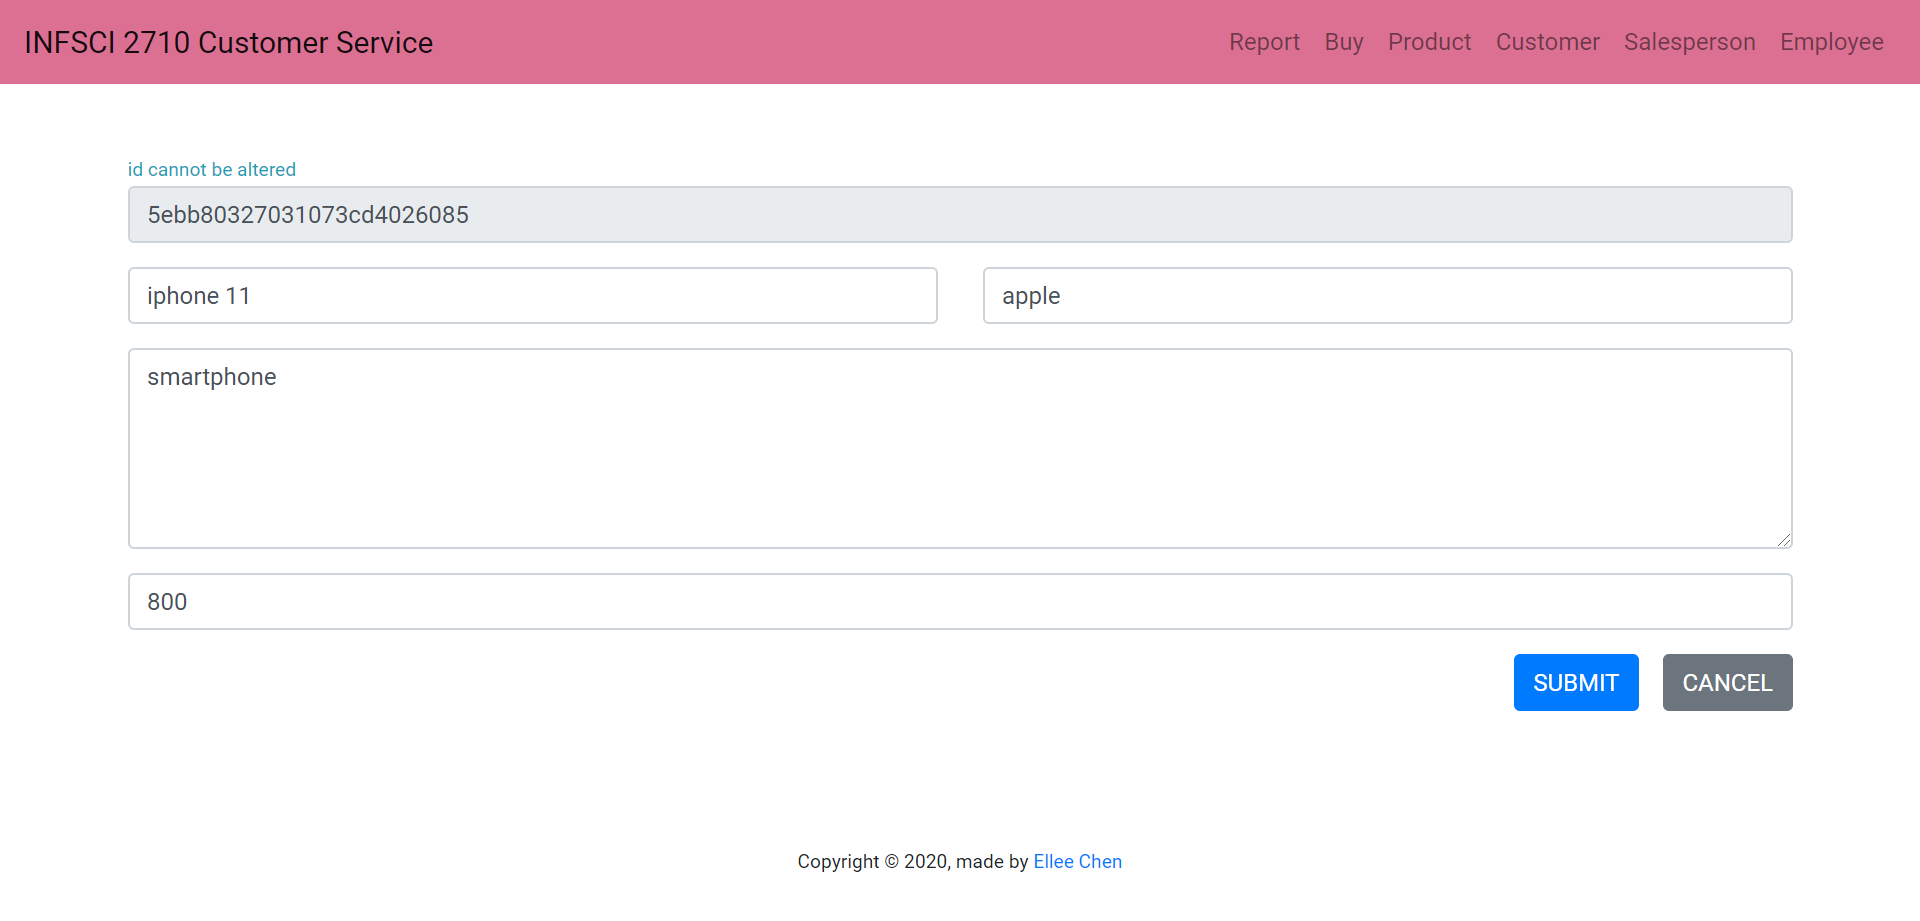 INFSCI 2710 Customer Service Report Buy Product Customer Salesperson Employee
id cannot be altered
5ebb80327031073cd4026085
iphone 11 apple
smartphone
800
SUBMIT CANCEL
Copyright © 2020, made by Ellee Chen